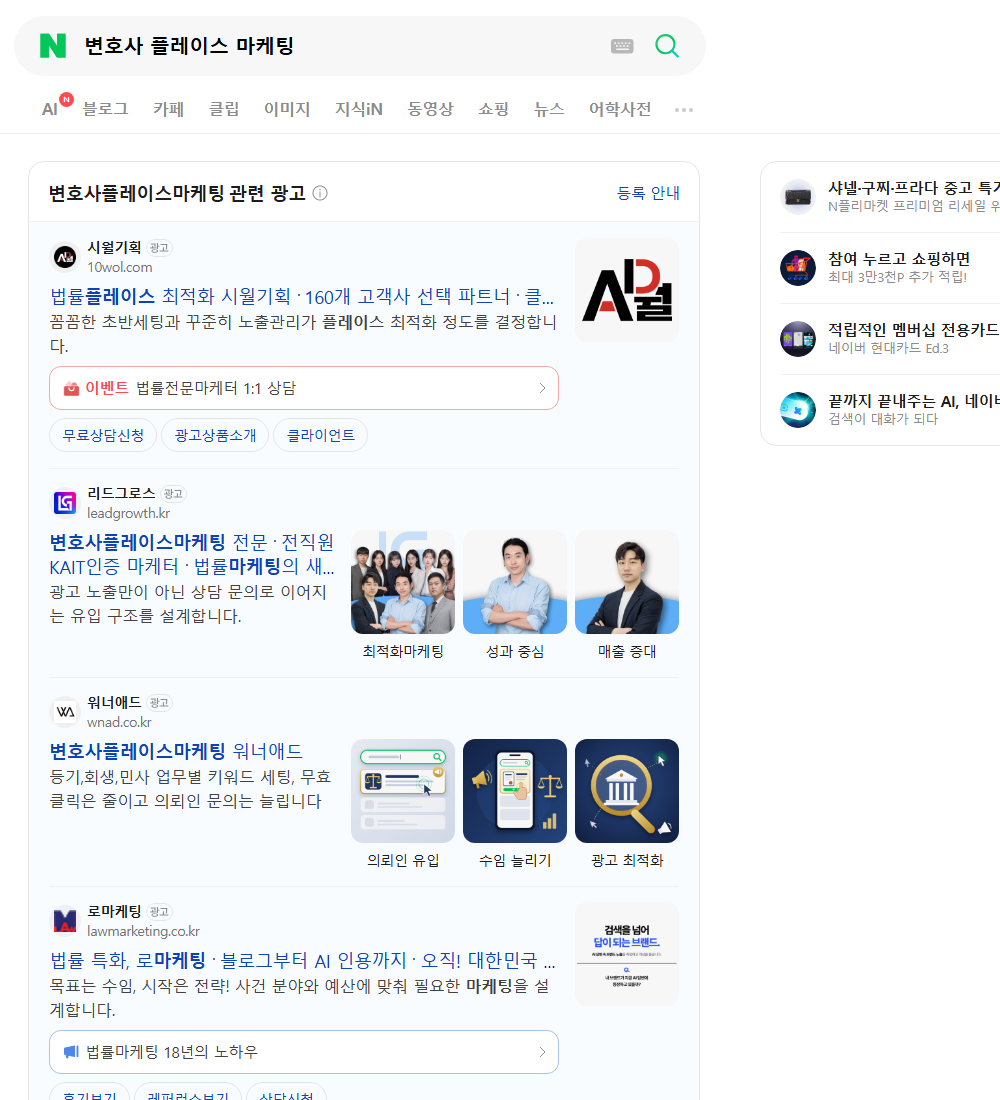 N 변호사 플레이스 마케팅
AI N 블로그 카페 클립 이미지 지식iN 동영상 쇼핑 뉴스 어학사전
변호사플레이스마케팅 관련 광고
등록 안내
시월기획 광고
10wol.com
법률플레이스 최적화 시월기획 · 160개 고객사 선택 파트너 · 클...
꼼꼼한 초반세팅과 꾸준히 노출관리가 플레이스 최적화 정도를 결정합니
다.
이벤트 법률전문마케터 1:1 상담
무료상담신청 광고상품소개 클라이언트
리드그로스 광고
leadgrowth.kr
변호사플레이스마케팅 전문 · 전직원
KAIT인증 마케터 · 법률마케팅의 새...
광고 노출만이 아닌 상담 문의로 이어지
는 유입 구조를 설계합니다.
최적화마케팅 성과 중심 매출 증대
WA
워너애드 광고
wnad.co.kr
변호사플레이스마케팅 워너애드
등기,회생,민사 업무별 키워드 세팅, 무효
클릭은 줄이고 의뢰인 문의는 늘립니다
의뢰인 유입 수임 늘리기 광고 최적화
로마케팅 광고
lawmarketing.co.kr
법률 특화, 로마케팅 · 블로그부터 AI 인용까지 · 오직! 대한민국 ...
목표는 수임, 시작은 전략! 사건 분야와 예산에 맞춰 필요한 마케팅을 설
계합니다.
검색을 넘어
답이 되는 브랜드.
법률마케팅 18년의 노하우
후기보기 레퍼런스보기 상담신청
샤넬·구찌·프라다 중고 특가
N플리마켓 프리미엄 리세일 위
참여 누르고 쇼핑하면
최대 3만3천P 추가 적립!
적립적인 멤버십 전용카드
네이버 현대카드 Ed.3
끝까지 끝내주는 AI, 네이버
검색이 대화가 되다